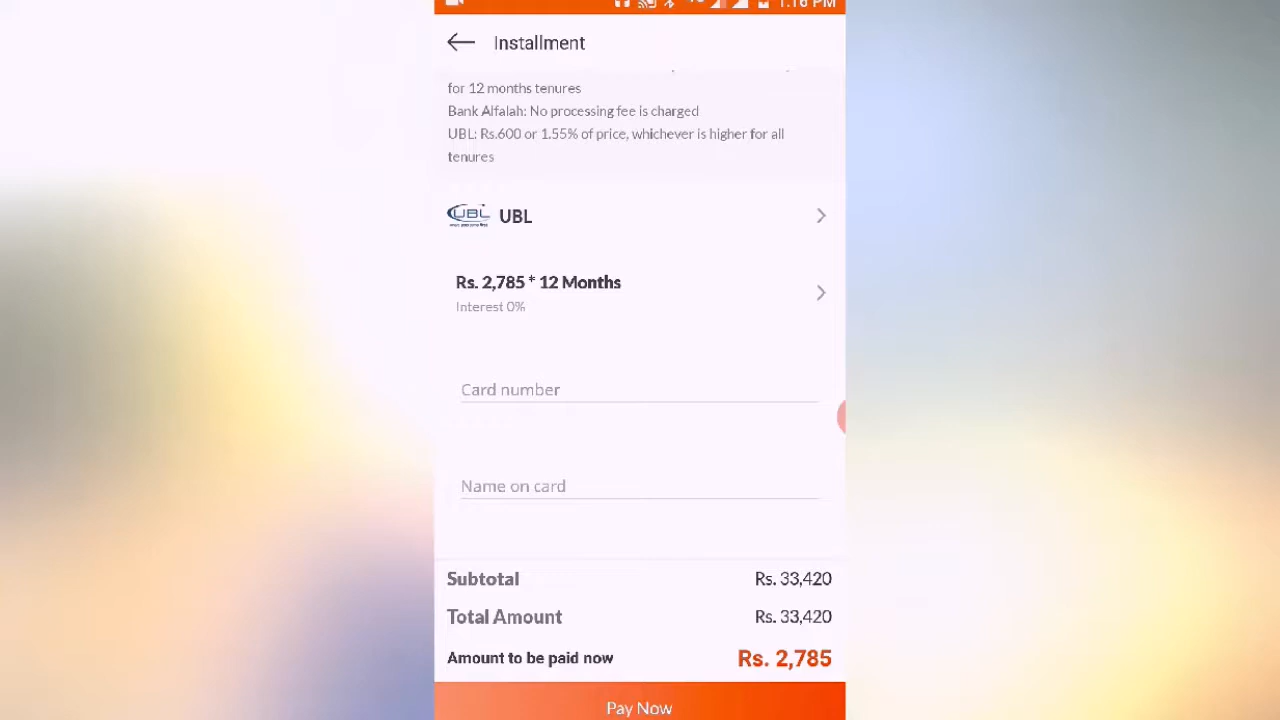 1:16 PM
Installment
for 12 months tenures
Bank Alfalah: No processing fee is charged
UBL: Rs.600 or 1.55% of price, whichever is higher for all
tenures
UBL UBL
Rs. 2,785 * 12 Months
Interest 0%
Card number
Name on card
Subtotal Rs. 33,420
Total Amount Rs. 33,420
Amount to be paid now Rs. 2,785
Pay Now